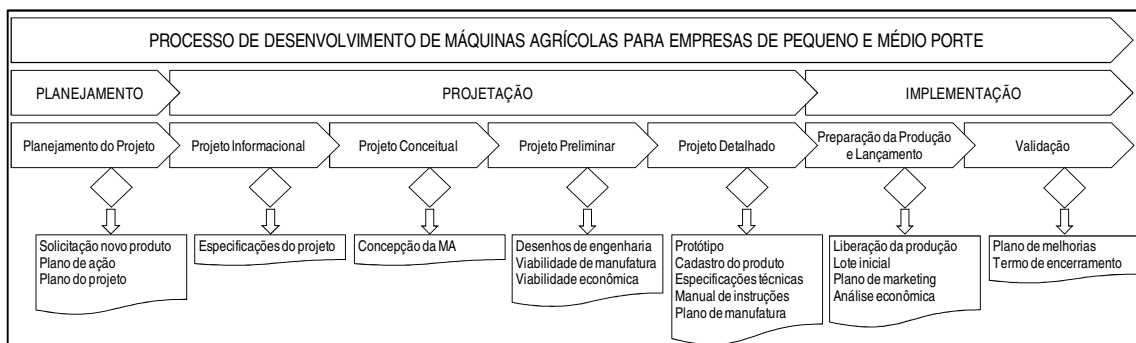 PROCESSO DE DESENVOLVIMENTO DE MÁQUINAS AGRÍCOLAS PARA EMPRESAS DE PEQUENO E MÉDIO PORTE
PLANEJAMENTO
PROJETAÇÃO
IMPLEMENTAÇÃO
Planejamento do Projeto
Projeto Informacional
Projeto Conceitual
Projeto Preliminar
Projeto Detalhado
Preparação da Produção
e Lançamento
Validação
Solicitação novo produto
Plano de ação
Plano do projeto
Especificações do projeto
Concepção da MA
Desenhos de engenharia
Viabilidade de manufatura
Viabilidade econômica
Protótipo
Cadastro do produto
Especificações técnicas
Manual de instruções
Plano de manufatura
Liberação da produção
Lote inicial
Plano de marketing
Análise econômica
Plano de melhorias
Termo de encerramento